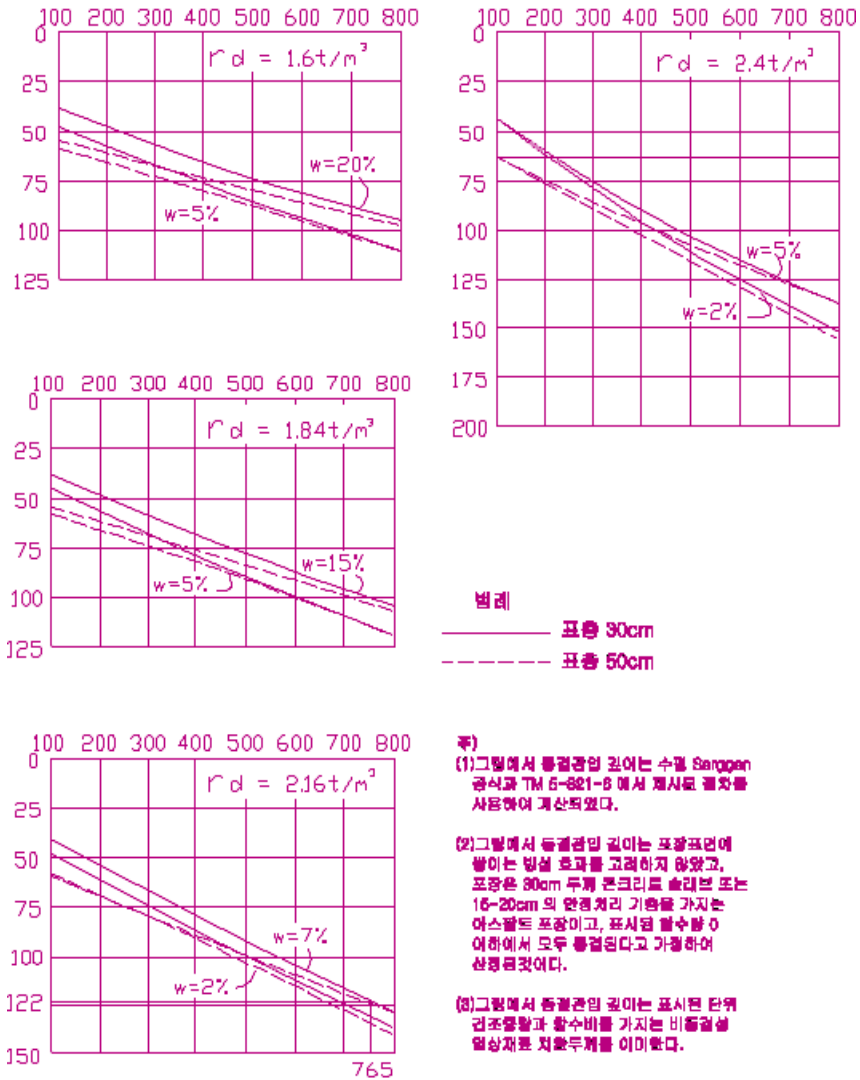 100 200 300 400 500 600 700 800
0
25
50
75
100
125
rd = 1.6t/m³
w=20%
w=5%
100 200 300 400 500 600 700 800
0
25
50
75
100
125
150
175
200
rd = 2.4t/m³
w=5%
w=2%
100 200 300 400 500 600 700 800
0
25
50
75
100
125
rd = 1.84t/m³
w=15%
w=5%
범례
표층 30cm
표층 50cm
100 200 300 400 500 600 700 800
0
25
50
75
100
122
125
150
rd = 2.16t/m³
w=7%
w=2%
765
주)
(1)그림에서 동결관입 깊이는 수정 Berggren
공식과 TM 5-821-6 에서 제시된 절차를
사용하여 계산되었다.
(2)그림에서 동결관입 깊이는 포장표면에
쌓이는 빙설 효과를 고려하지 않았고,
포장은 30cm 두께 콘크리트 슬래브 또는
15-20cm 의 안정처리 기층을 가지는
아스팔트 포장이고, 표시된 함수량 0
이하에서 모두 동결된다고 가정하여
산정된것이다.
(3)그림에서 동결관입 깊이는 표시된 단위
건조중량과 함수비를 가지는 비동결성
입상재료 치환두께를 이미한다.